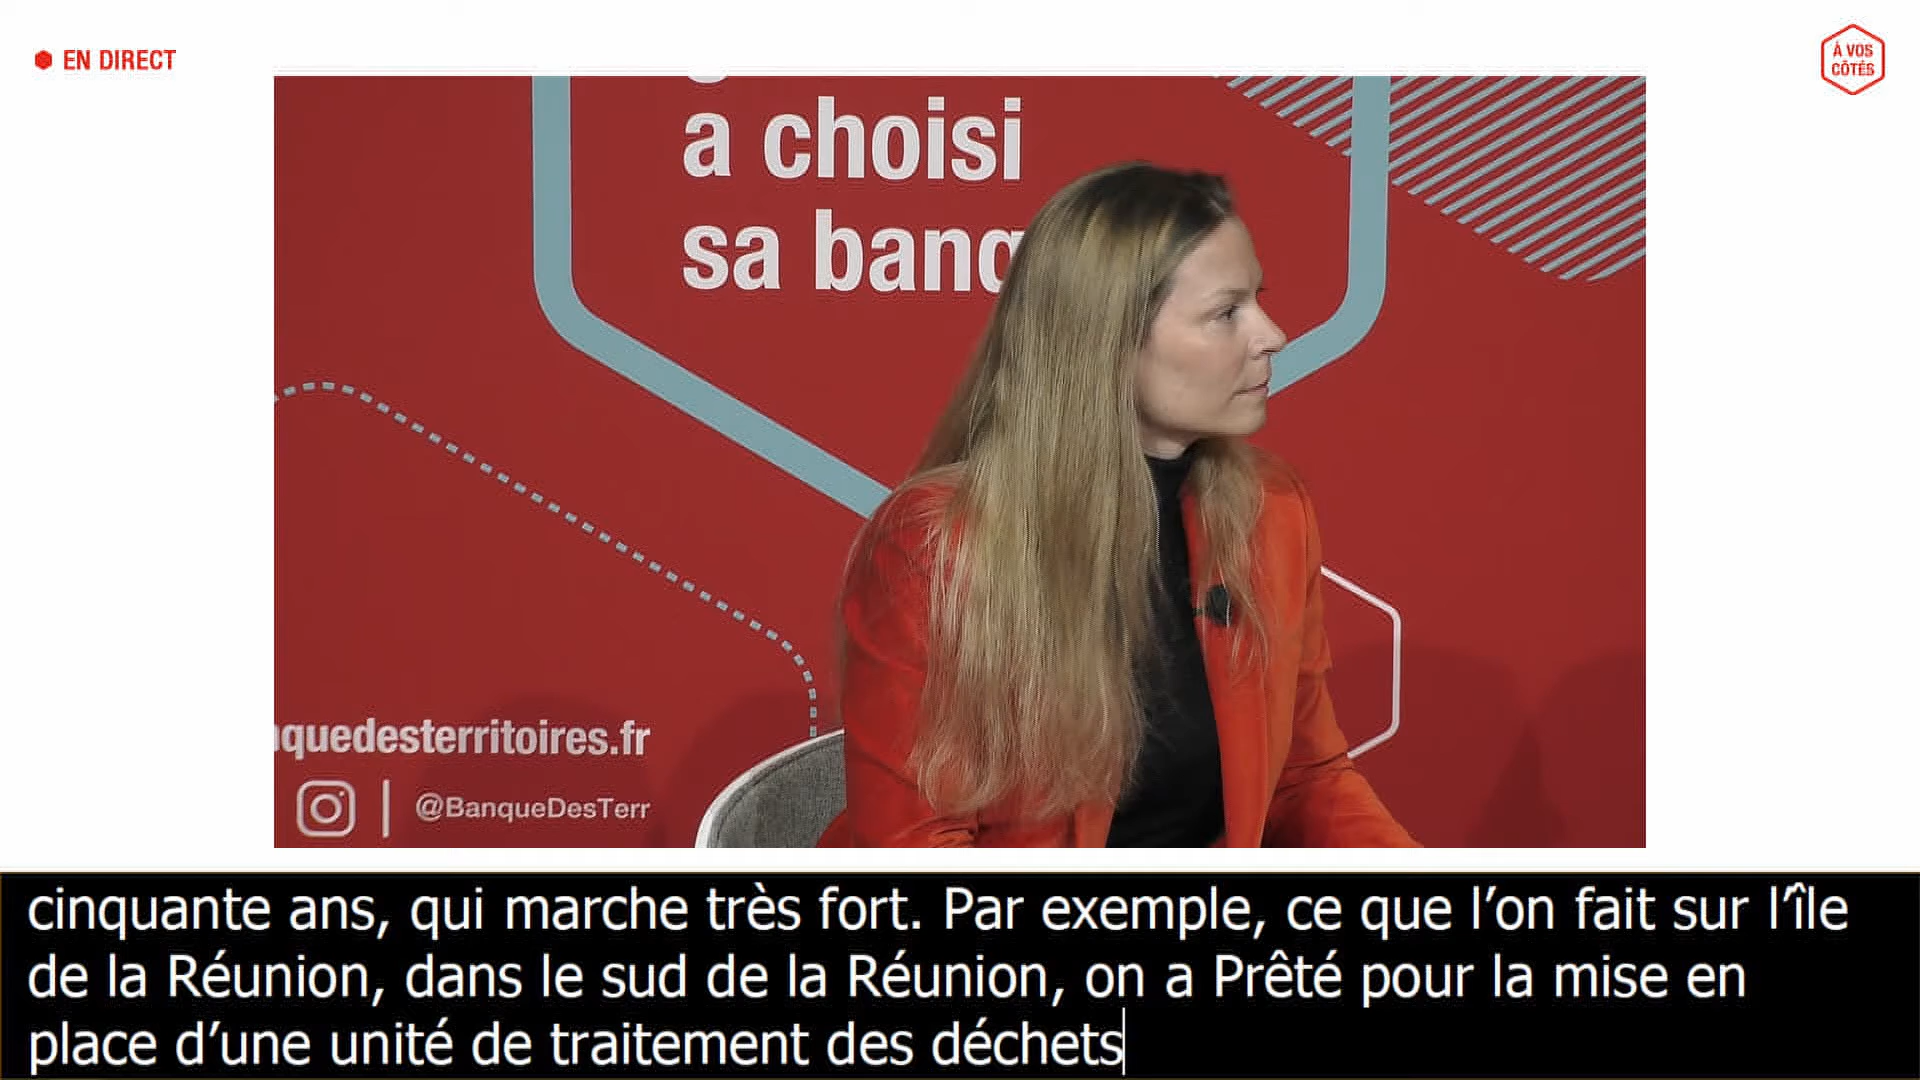 EN DIRECT
À VOS
CÔTÉS
a choisi
sa banq
quedesterritoires.fr
@BanqueDesTerr
cinquante ans, qui marche très fort. Par exemple, ce que l’on fait sur l’île
de la Réunion, dans le sud de la Réunion, on a Prêté pour la mise en
place d’une unité de traitement des déchets